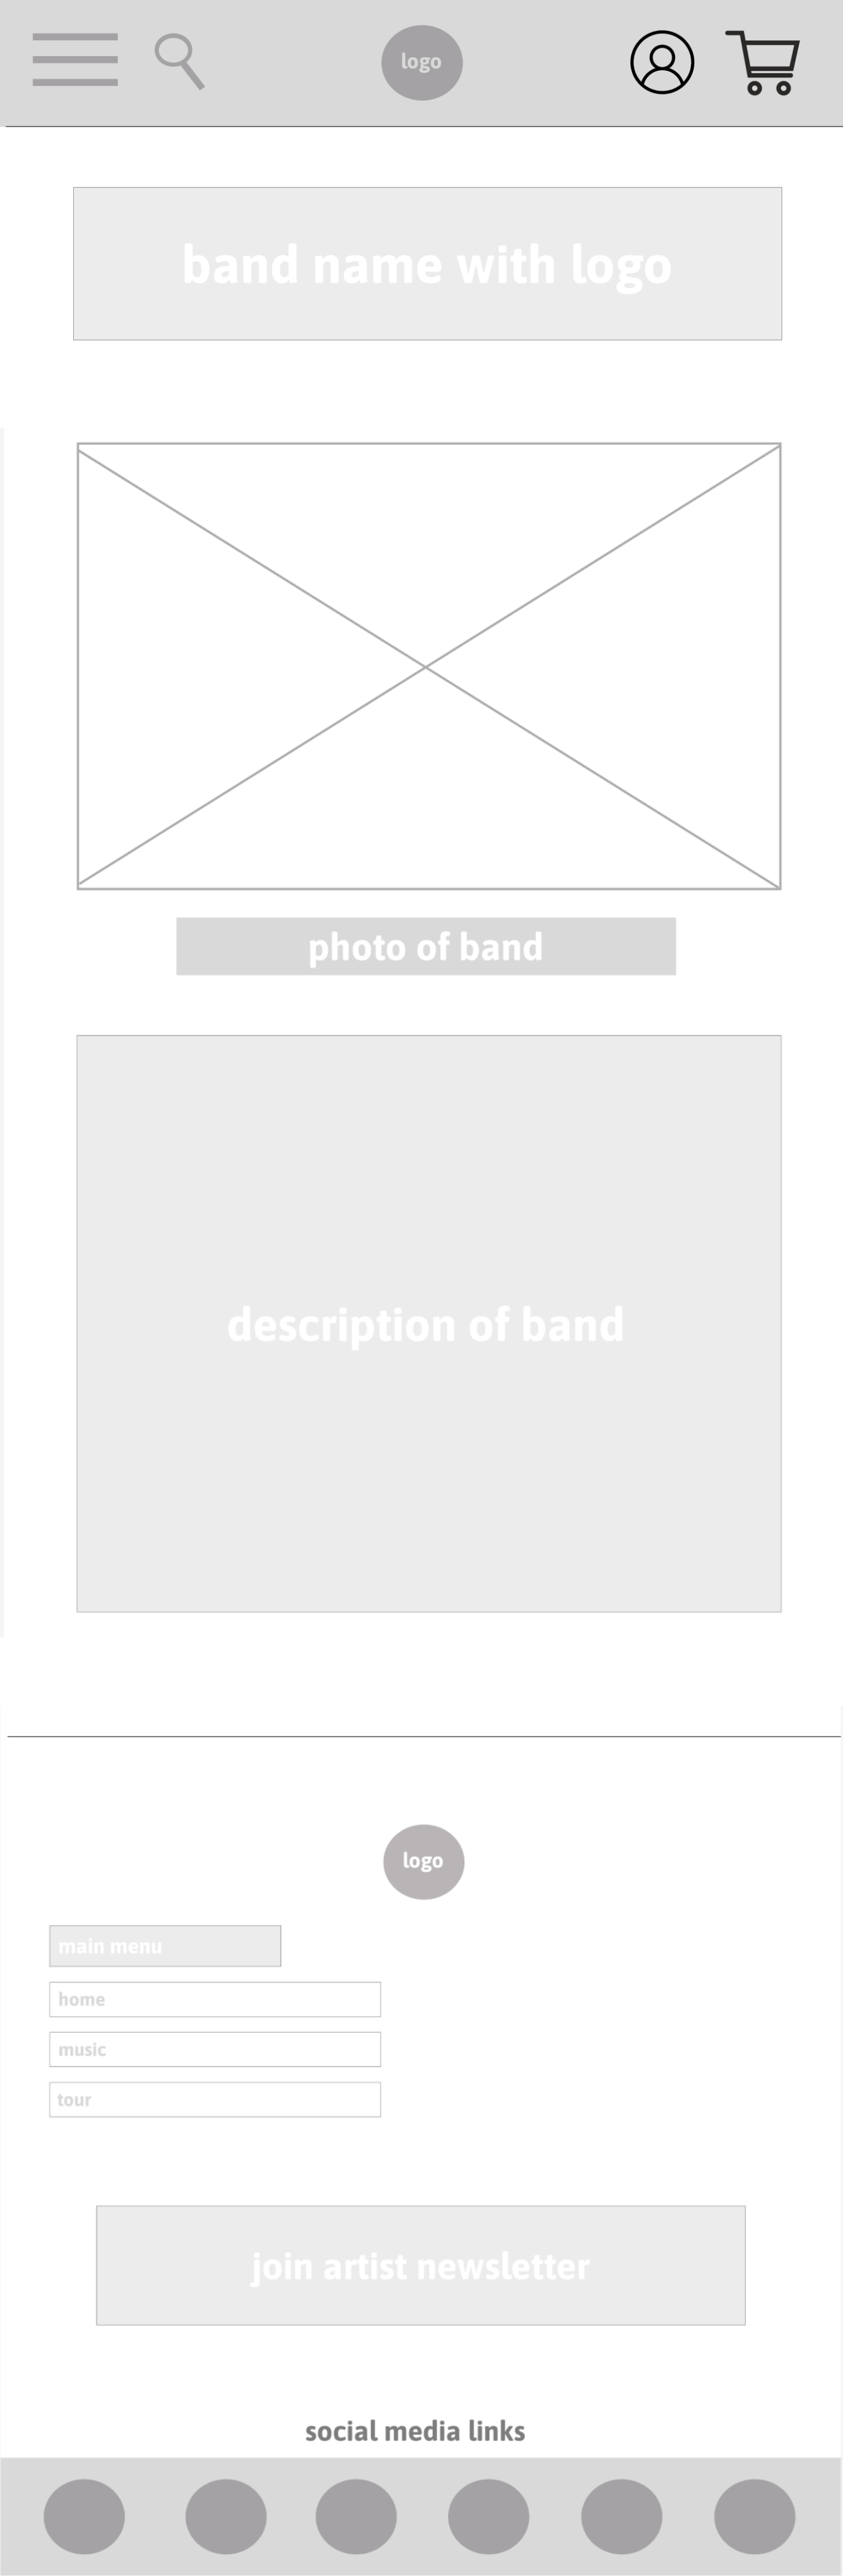 logo
band name with logo
photo of band
description of band
logo
main menu
home
music
tour
join artist newsletter
social media links